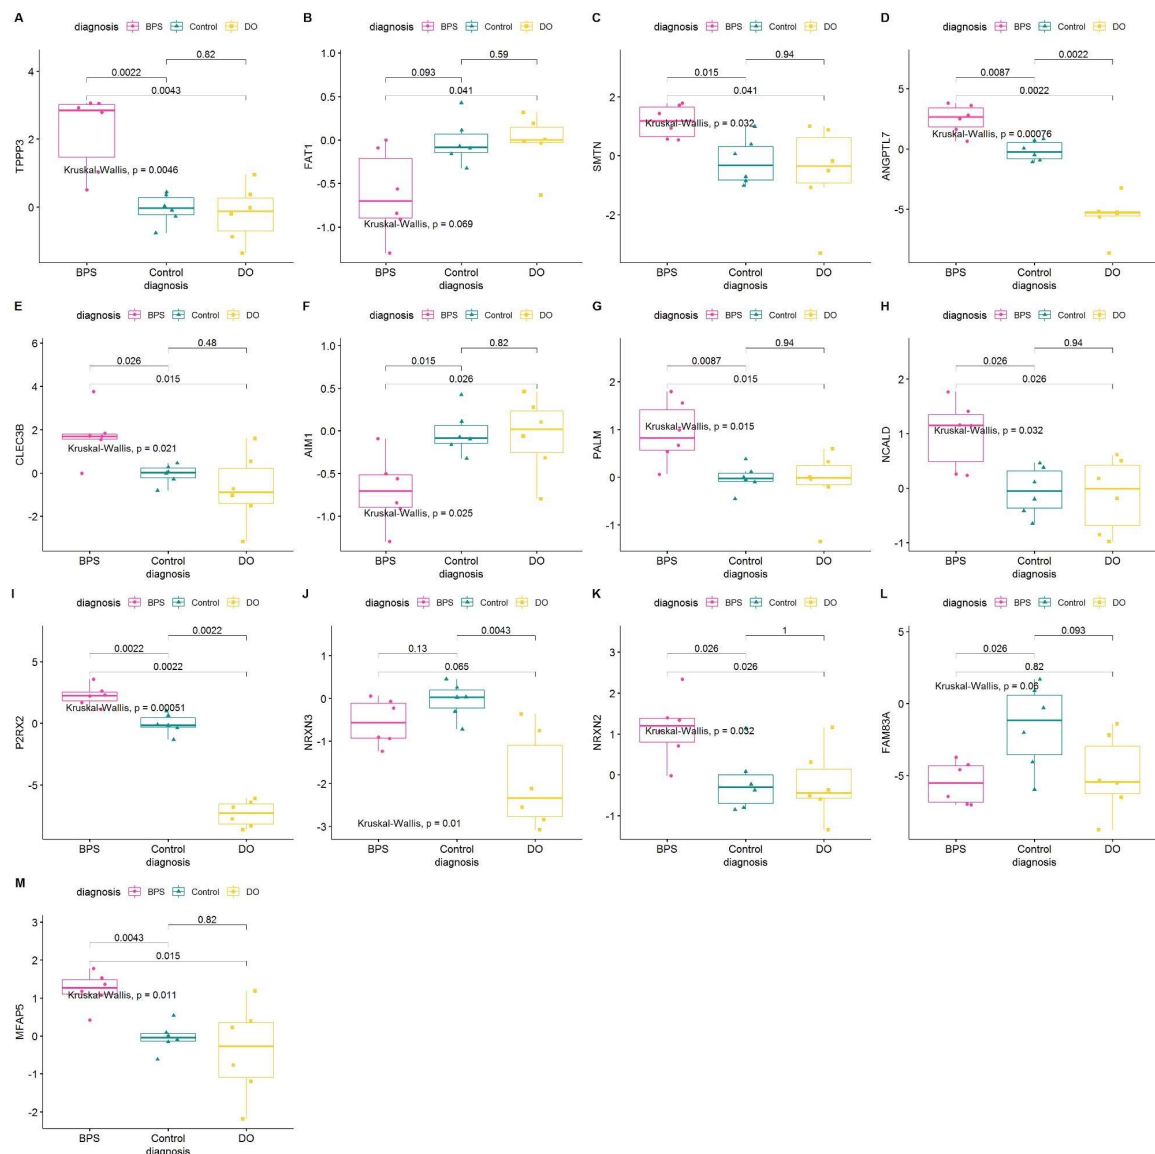 A
diagnosis BPS Control DO
0.82
0.0022
0.0043
4
2
0
TPPP3
Kruskal-Wallis, p = 0.0046
BPS Control DO
diagnosis
B
diagnosis BPS Control DO
1.0
0.59
0.093
0.041
0.5
0.0
-0.5
-1.0
FAT1
Kruskal-Wallis, p = 0.069
BPS Control DO
diagnosis
C
diagnosis BPS Control DO
0.94
0.015
0.041
2
0
-2
SMTN
Kruskal-Wallis, p = 0.032
BPS Control DO
diagnosis
D
diagnosis BPS Control DO
0.0022
0.0087
0.0022
5
0
-5
ANGPTL7
Kruskal-Wallis, p = 0.00076
BPS Control DO
diagnosis
E
diagnosis BPS Control DO
6
0.48
0.026
0.015
4
2
0
-2
CLEC3B
Kruskal-Wallis, p = 0.021
BPS Control DO
diagnosis
F
diagnosis BPS Control DO
1.0
0.82
0.015
0.026
0.5
0.0
-0.5
-1.0
AIM1
Kruskal-Wallis, p = 0.025
BPS Control DO
diagnosis
G
diagnosis BPS Control DO
0.94
0.0087
0.015
2
1
0
-1
PALM
Kruskal-Wallis, p = 0.015
BPS Control DO
diagnosis
H
diagnosis BPS Control DO
0.94
0.026
0.026
2
1
0
-1
NCALD
Kruskal-Wallis, p = 0.032
BPS Control DO
diagnosis
I
diagnosis BPS Control DO
0.0022
0.0022
0.0022
5
0
-5
P2RX2
Kruskal-Wallis, p = 0.00051
BPS Control DO
diagnosis
J
diagnosis BPS Control DO
0.0043
0.13
0.065
1
0
-1
-2
-3
NRXN3
Kruskal-Wallis, p = 0.01
BPS Control DO
diagnosis
K
diagnosis BPS Control DO
1
0.026
0.026
3
2
1
0
-1
NRXN2
Kruskal-Wallis, p = 0.032
BPS Control DO
diagnosis
L
diagnosis BPS Control DO
5
0.093
0.026
0.82
0
-5
FAM83A
Kruskal-Wallis, p = 0.06
BPS Control DO
diagnosis
M
diagnosis BPS Control DO
3
0.82
0.0043
0.015
2
1
0
-1
-2
MFAP5
Kruskal-Wallis, p = 0.011
BPS Control DO
diagnosis